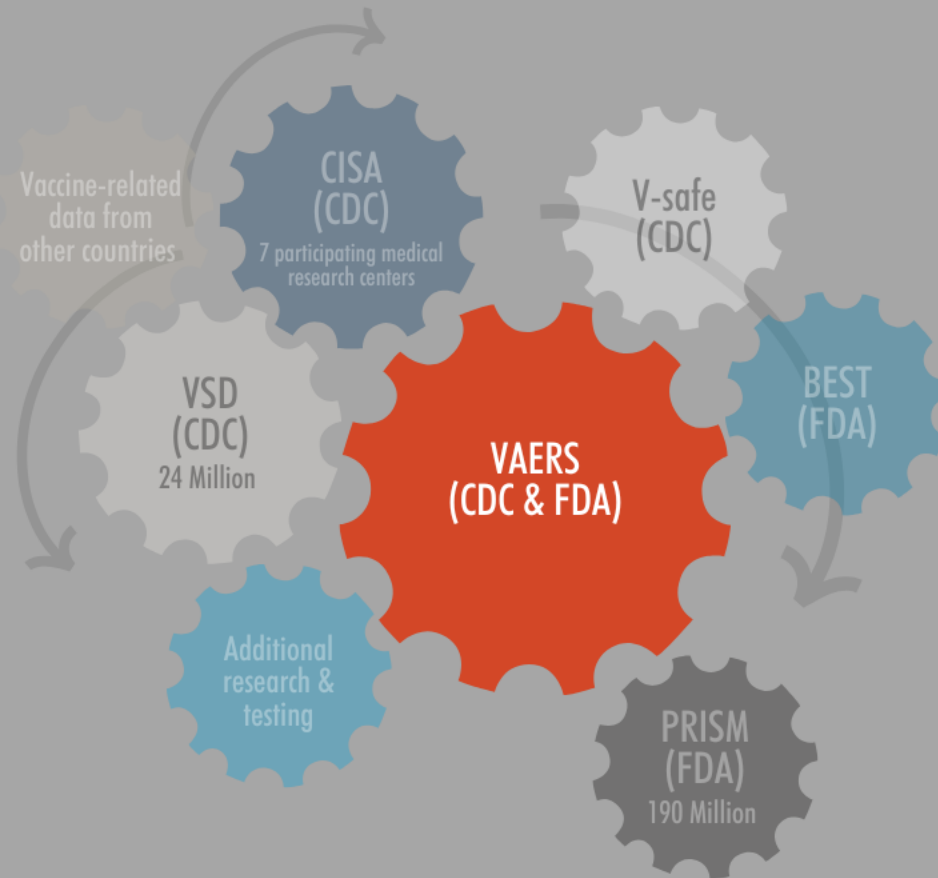 CISA
(CDC)
7 participating medical
research centers
Vaccine-related
data from
other countries
V-safe
(CDC)
VSD
(CDC)
24 Million
BEST
(FDA)
VAERS
(CDC & FDA)
Additional
research &
testing
PRISM
(FDA)
190 Million